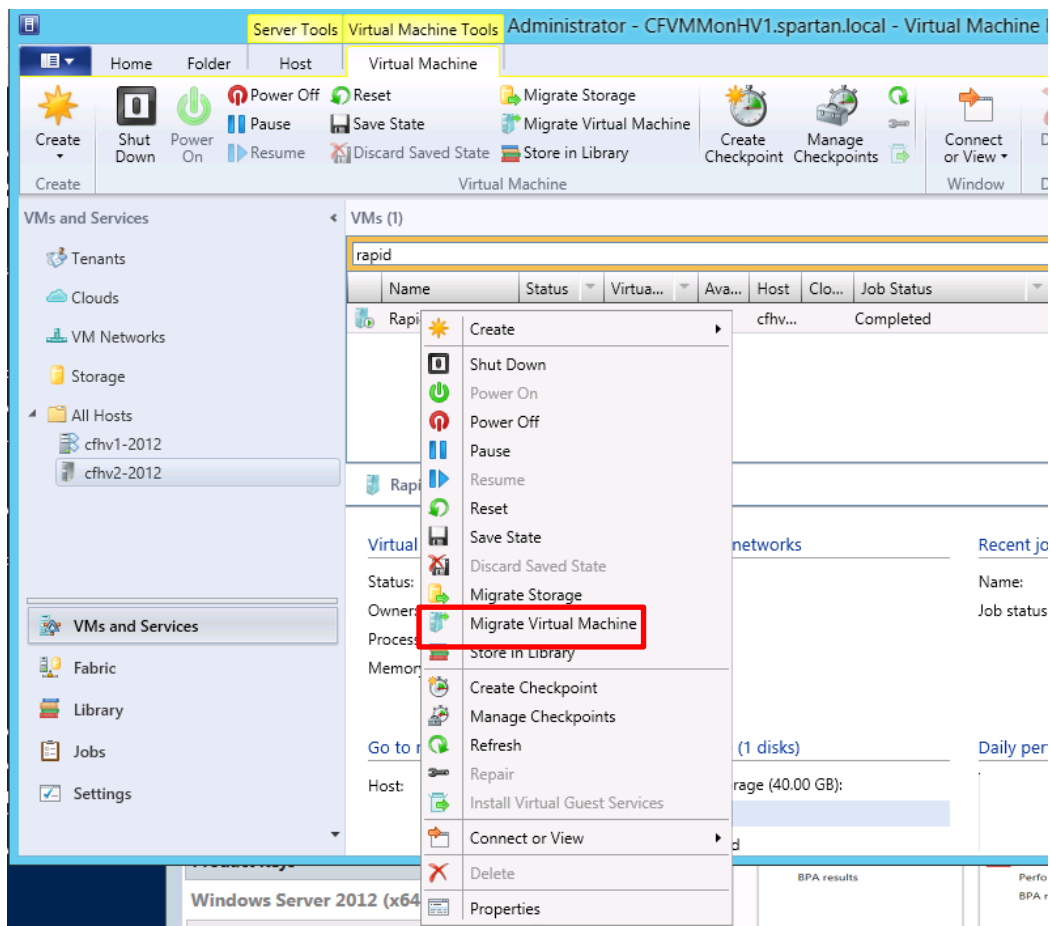 Server Tools Virtual Machine Tools Administrator - CFVMMonHV1.spartan.local - Virtual Machine
Home Folder Host Virtual Machine
Create
Shut Down
Power On
Power Off
Pause
Resume
Reset
Save State
Discard Saved State
Migrate Storage
Migrate Virtual Machine
Store in Library
Create Checkpoint
Manage Checkpoints
Connect or View
Create Virtual Machine Window
VMs and Services
Tenants
Clouds
VM Networks
Storage
All Hosts
cfhv1-2012
cfhv2-2012
VMs and Services
Fabric
Library
Jobs
Settings
VMs (1)
rapid
Name Status Virtua... Ava... Host Clo... Job Status
Rapi cfhv... Completed
Create
Shut Down
Power On
Power Off
Pause
Resume
Reset
Save State
Discard Saved State
Migrate Storage
Migrate Virtual Machine
Store in Library
Create Checkpoint
Manage Checkpoints
Refresh
Repair
Install Virtual Guest Services
Connect or View
Delete
Properties
Rapi
Virtual networks Recent jo
Status: Name:
Owner: Job status
Process
Memor
Go to (1 disks) Daily per
Host: rage (40.00 GB):
BPA results Perfo
BPA r
Windows Server 2012 (x64